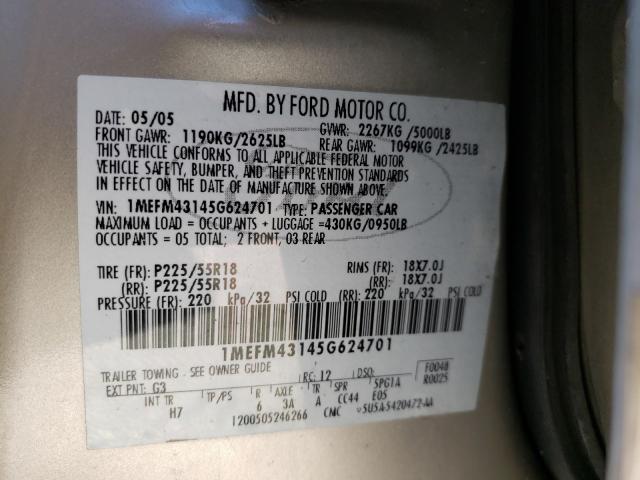 MFD. BY FORD MOTOR CO.
DATE: 05/05 GVWR: 2267KG /5000LB
FRONT GAWR: 1190KG/2625LB REAR GAWR: 1099KG /2425LB
THIS VEHICLE CONFORMS TO ALL APPLICABLE FEDERAL MOTOR
VEHICLE SAFETY, BUMPER, AND THEFT PREVENTION STANDARDS
IN EFFECT ON THE DATE OF MANUFACTURE SHOWN ABOVE.
VIN: 1MEFM43145G624701 TYPE: PASSENGER CAR
MAXIMUM LOAD = OCCUPANTS + LUGGAGE =430KG/0950LB
OCCUPANTS = 05 TOTAL; 2 FRONT, 03 REAR
TIRE (FR): P225/55R18 RIMS (FR): 18X7.0J
(RR): P225/55R18 (RR): 18X7.0J
PRESSURE (FR): 220 kPa/32 PSI COLD (RR): 220 kPa/32 PSI COLD
1MEFM43145G624701
TRAILER TOWING - SEE OWNER GUIDE F0048
EXT PNT: G3 RC: 12 DSO: R0025
INT TR TP/PS R AXLE TR SPR SPG1A
H7 6 3A A CC44 E05
1200505246266 CMC 5U5A-5420472-AA